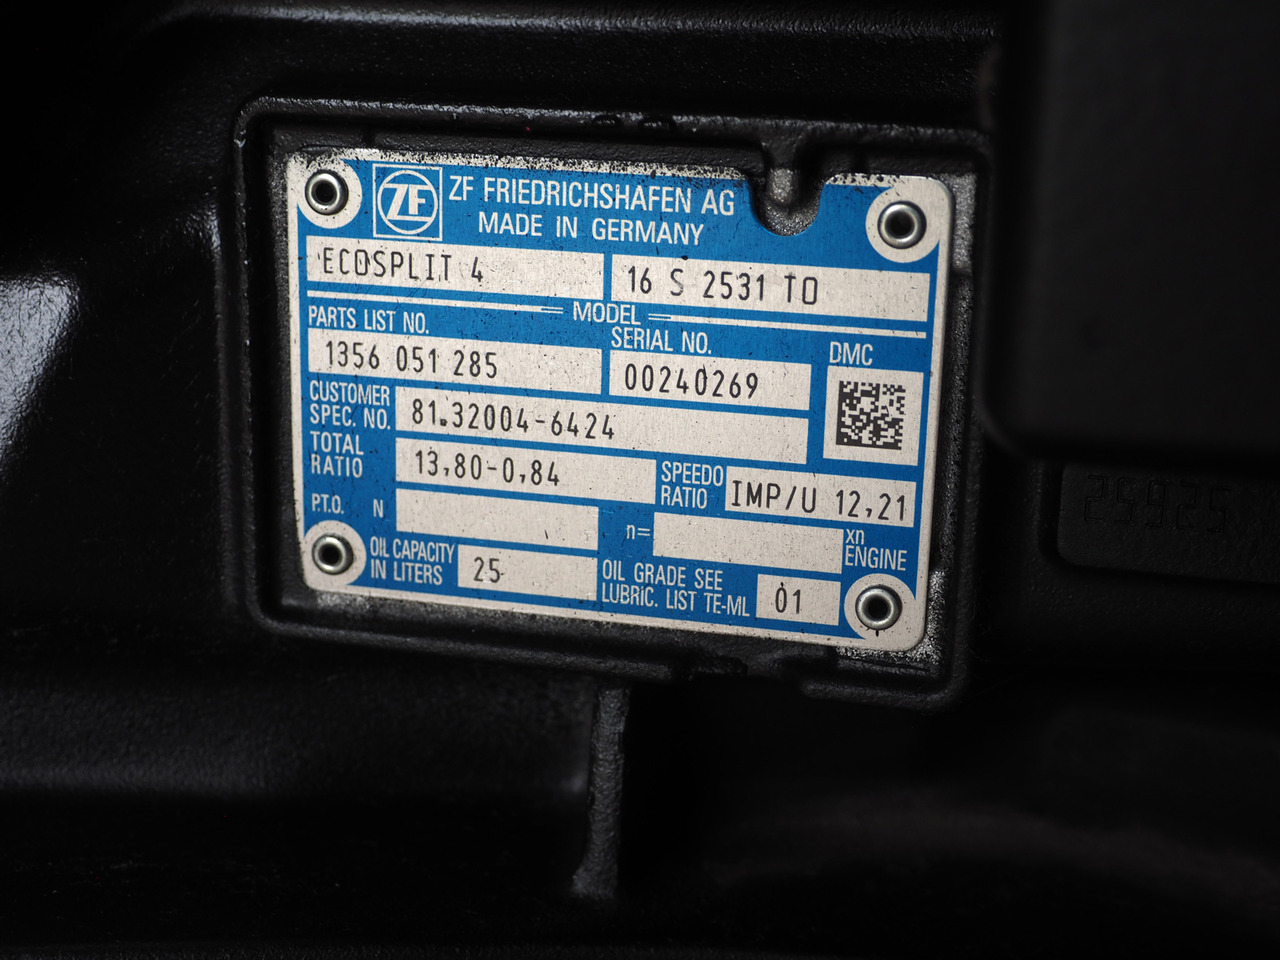 ZF
ZF FRIEDRICHSHAFEN AG
MADE IN GERMANY
ECOSPLIT 4
16 S 2531 TO
MODEL
PARTS LIST NO.
SERIAL NO.
DMC
1356 051 285
00240269
CUSTOMER
SPEC. NO.
81.32004-6424
TOTAL
RATIO
13,80-0,84
SPEEDO
RATIO
IMP/U 12,21
P.T.O. N
n=
xn
ENGINE
OIL CAPACITY
IN LITERS
25
OIL GRADE SEE
LUBRIC. LIST TE-ML
01